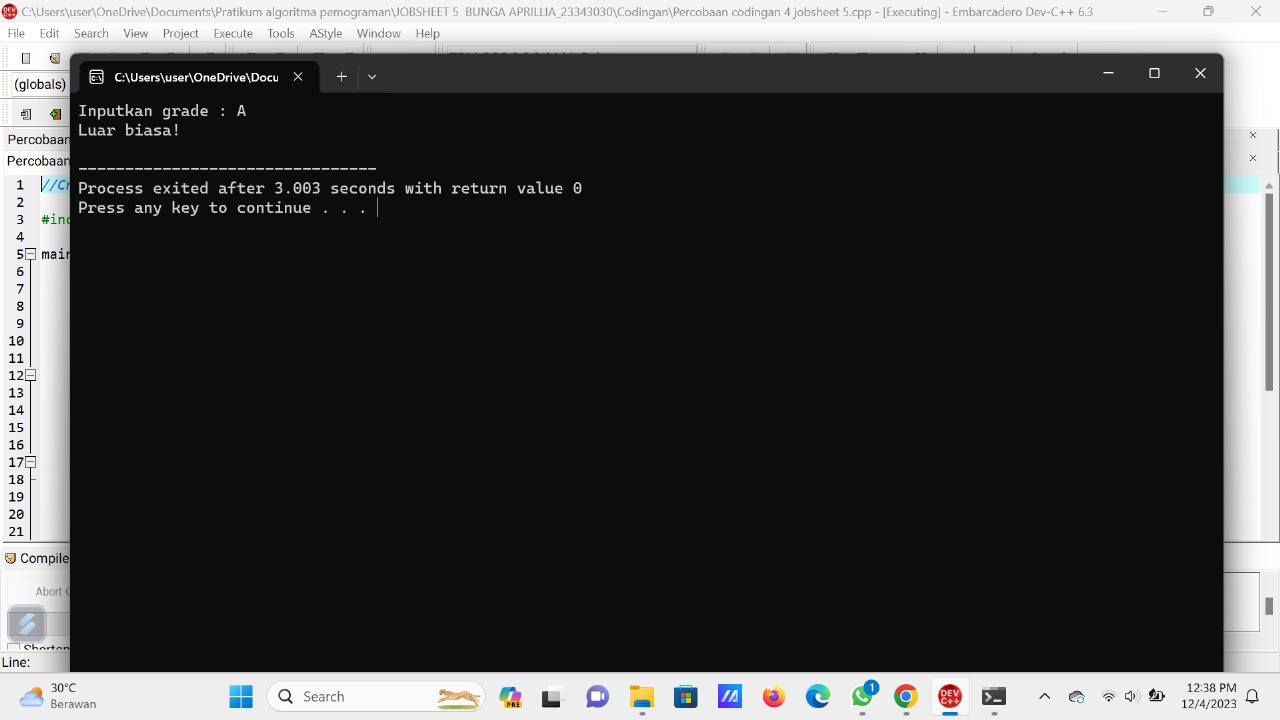 C:\Users\user\OneDrive\Documents\Pratikum algoritma pemograman\JOBSHEET 5 BUNGA APRILLIA_23343030\Codingan\Percobaan codingan 4 jobsheet 5.cpp - [Executing] - Embarcadero Dev-C++ 6.3
File Edit Search View Project Execute Tools AStyle Window Help
(globals)
C:\Users\user\OneDrive\Docu
Inputkan grade : A
Luar biasa!
--------------------------------
Process exited after 3.003 seconds with return value 0
Press any key to continue . . .
Percobaan
Percobaan
1 //Cr
2
3 #inc
4
5 main
6
7
8
9
10
11
12
13
14
15
16
17
18
19
20
21
Compile
Abort C
Shorten
Line:
30°C
Berawan
Search
PRE
1
DEV C++
12:38 PM
12/4/2023